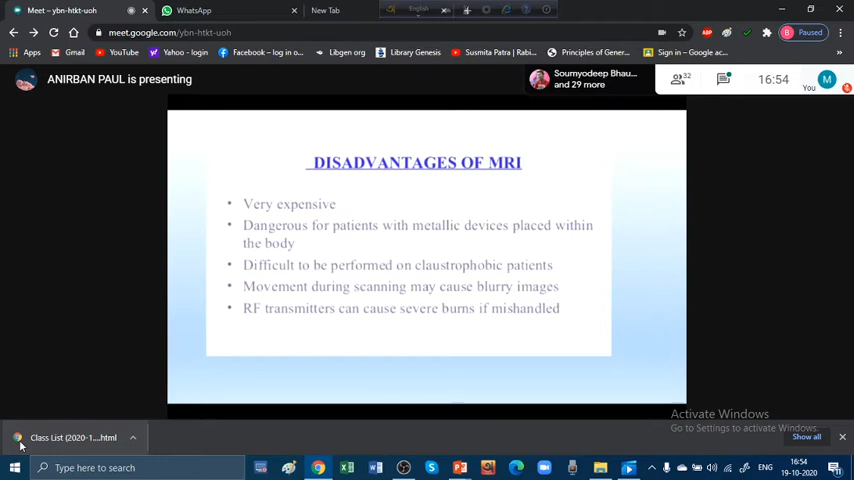 Meet – ybn-htkt-uoh
WhatsApp
New Tab
English
meet.google.com/ybn-htkt-uoh
ABP
B Paused
Apps
Gmail
YouTube
Yahoo - login
Facebook – log in o...
Libgen org
Library Genesis
Susmita Patra | Rabi...
Principles of Genera...
Sign in – Google ac...
ANIRBAN PAUL is presenting
Soumyodeep Bhau...
and 29 more
32
16:54
You
M
DISADVANTAGES OF MRI
• Very expensive
• Dangerous for patients with metallic devices placed within
the body
• Difficult to be performed on claustrophobic patients
• Movement during scanning may cause blurry images
• RF transmitters can cause severe burns if mishandled
Activate Windows
Go to Settings to activate Windows.
Class List (2020-1....html
Show all
Type here to search
ENG
16:54
19-10-2020